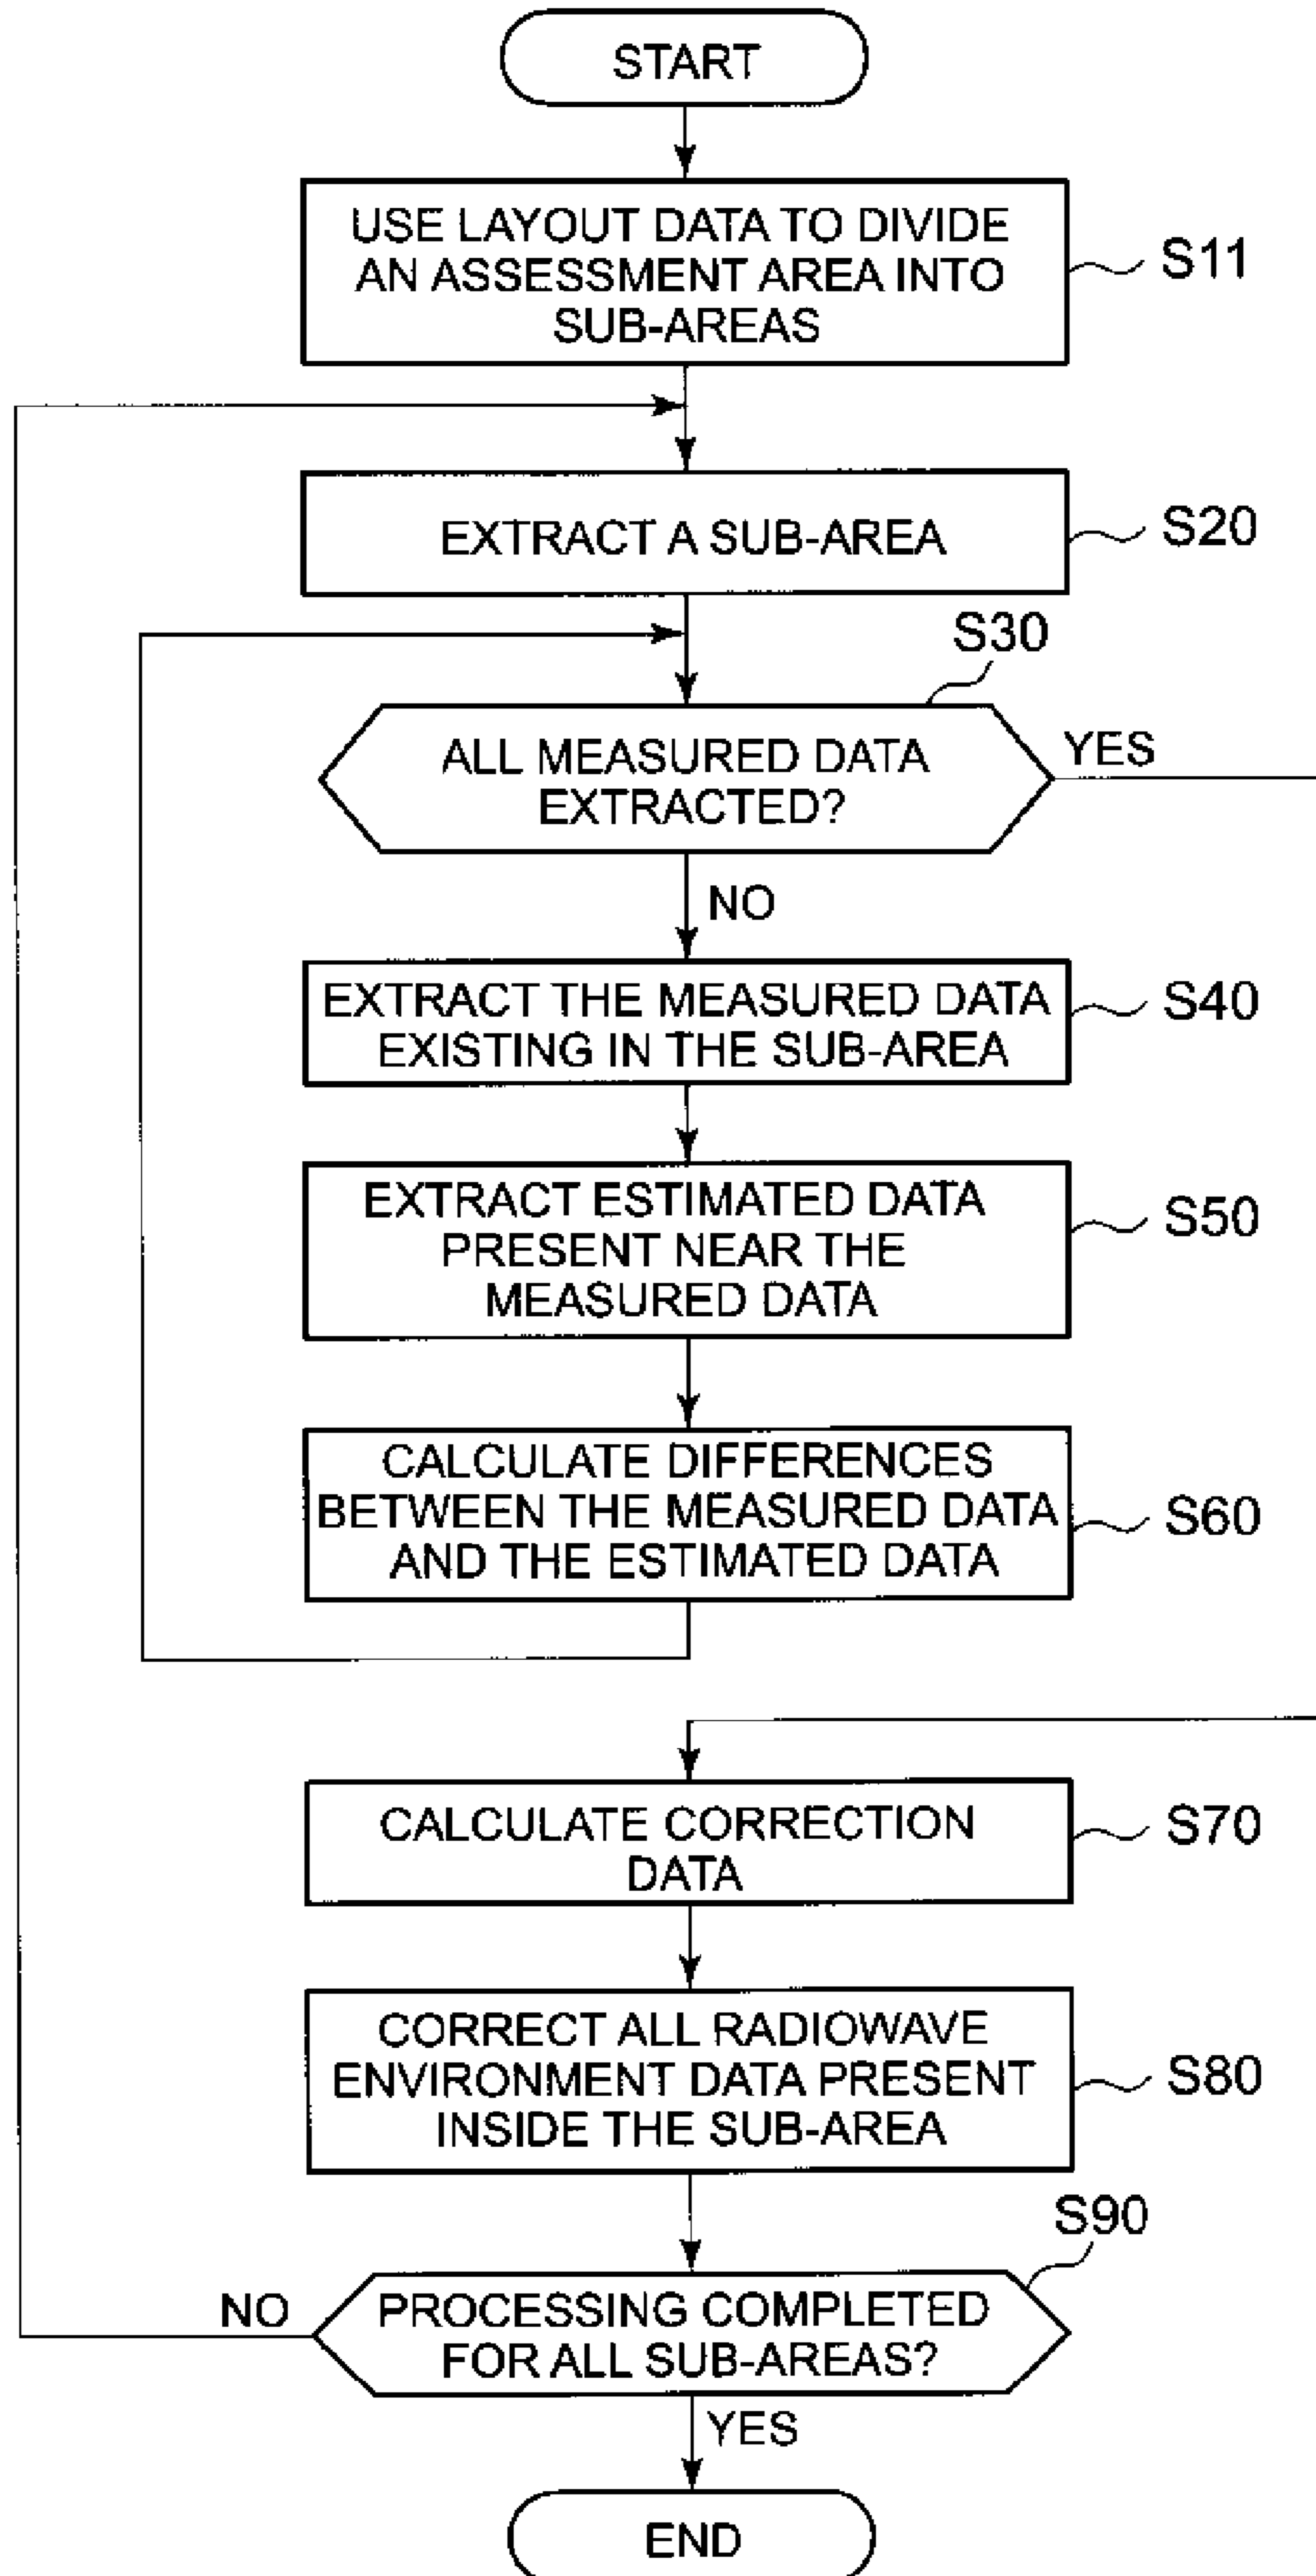 START
USE LAYOUT DATA TO DIVIDE
AN ASSESSMENT AREA INTO
SUB-AREAS
S11
EXTRACT A SUB-AREA
S20
S30
ALL MEASURED DATA
EXTRACTED?
YES
NO
EXTRACT THE MEASURED DATA
EXISTING IN THE SUB-AREA
S40
EXTRACT ESTIMATED DATA
PRESENT NEAR THE
MEASURED DATA
S50
CALCULATE DIFFERENCES
BETWEEN THE MEASURED DATA
AND THE ESTIMATED DATA
S60
CALCULATE CORRECTION
DATA
S70
CORRECT ALL RADIOWAVE
ENVIRONMENT DATA PRESENT
INSIDE THE SUB-AREA
S80
S90
NO
PROCESSING COMPLETED
FOR ALL SUB-AREAS?
YES
END